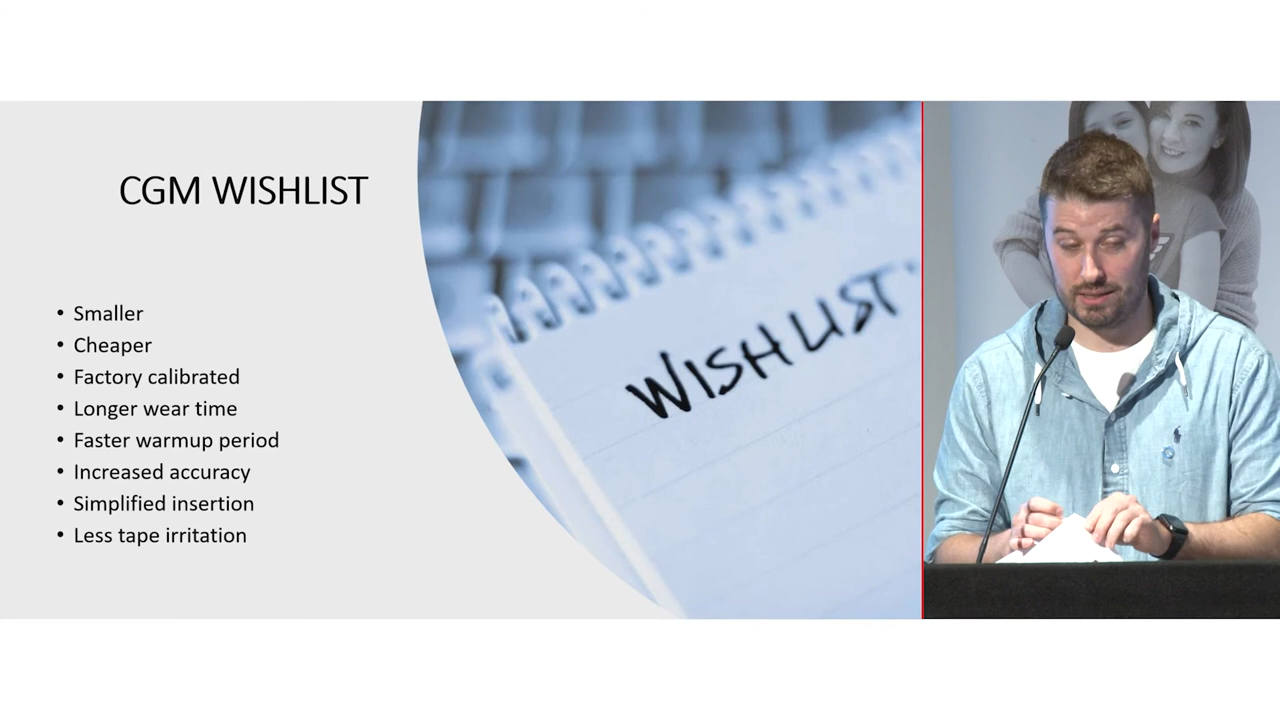 CGM WISHLIST
• Smaller
• Cheaper
• Factory calibrated
• Longer wear time
• Faster warmup period
• Increased accuracy
• Simplified insertion
• Less tape irritation
WISH LIST